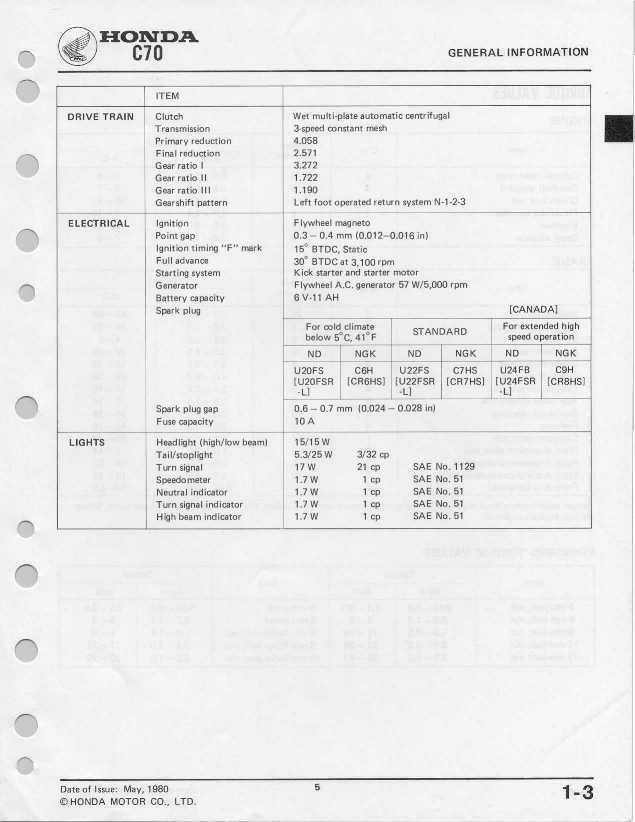 HONDA
C70
GENERAL INFORMATION
ITEM
DRIVE TRAIN Clutch Wet multi-plate automatic centrifugal
Transmission 3-speed constant mesh
Primary reduction 4.058
Final reduction 2.571
Gear ratio I 3.272
Gear ratio II 1.722
Gear ratio III 1.190
Gearshift pattern Left foot operated return system N-1-2-3
ELECTRICAL Ignition Flywheel magneto
Point gap 0.3 – 0.4 mm (0.012–0.016 in)
Ignition timing "F" mark 15° BTDC, Static
Full advance 30° BTDC at 3,100 rpm
Starting system Kick starter and starter motor
Generator Flywheel A.C. generator 57 W/5,000 rpm
Battery capacity 6 V-11 AH
Spark plug [CANADA]
For cold climate STANDARD For extended high
below 5°C, 41°F speed operation
ND NGK ND NGK ND NGK
U20FS C6H U22FS C7HS U24FB C9H
[U20FSR [CR6HS] [U22FSR [CR7HS] [U24FSR [CR8HS]
-L] -L] -L]
Spark plug gap 0.6 – 0.7 mm (0.024 – 0.028 in)
Fuse capacity 10 A
LIGHTS Headlight (high/low beam) 15/15 W
Tail/stoplight 5.3/25 W 3/32 cp
Turn signal 17 W 21 cp SAE No. 1129
Speedometer 1.7 W 1 cp SAE No. 51
Neutral indicator 1.7 W 1 cp SAE No. 51
Turn signal indicator 1.7 W 1 cp SAE No. 51
High beam indicator 1.7 W 1 cp SAE No. 51
Date of Issue: May, 1980 5 1-3
© HONDA MOTOR CO., LTD.